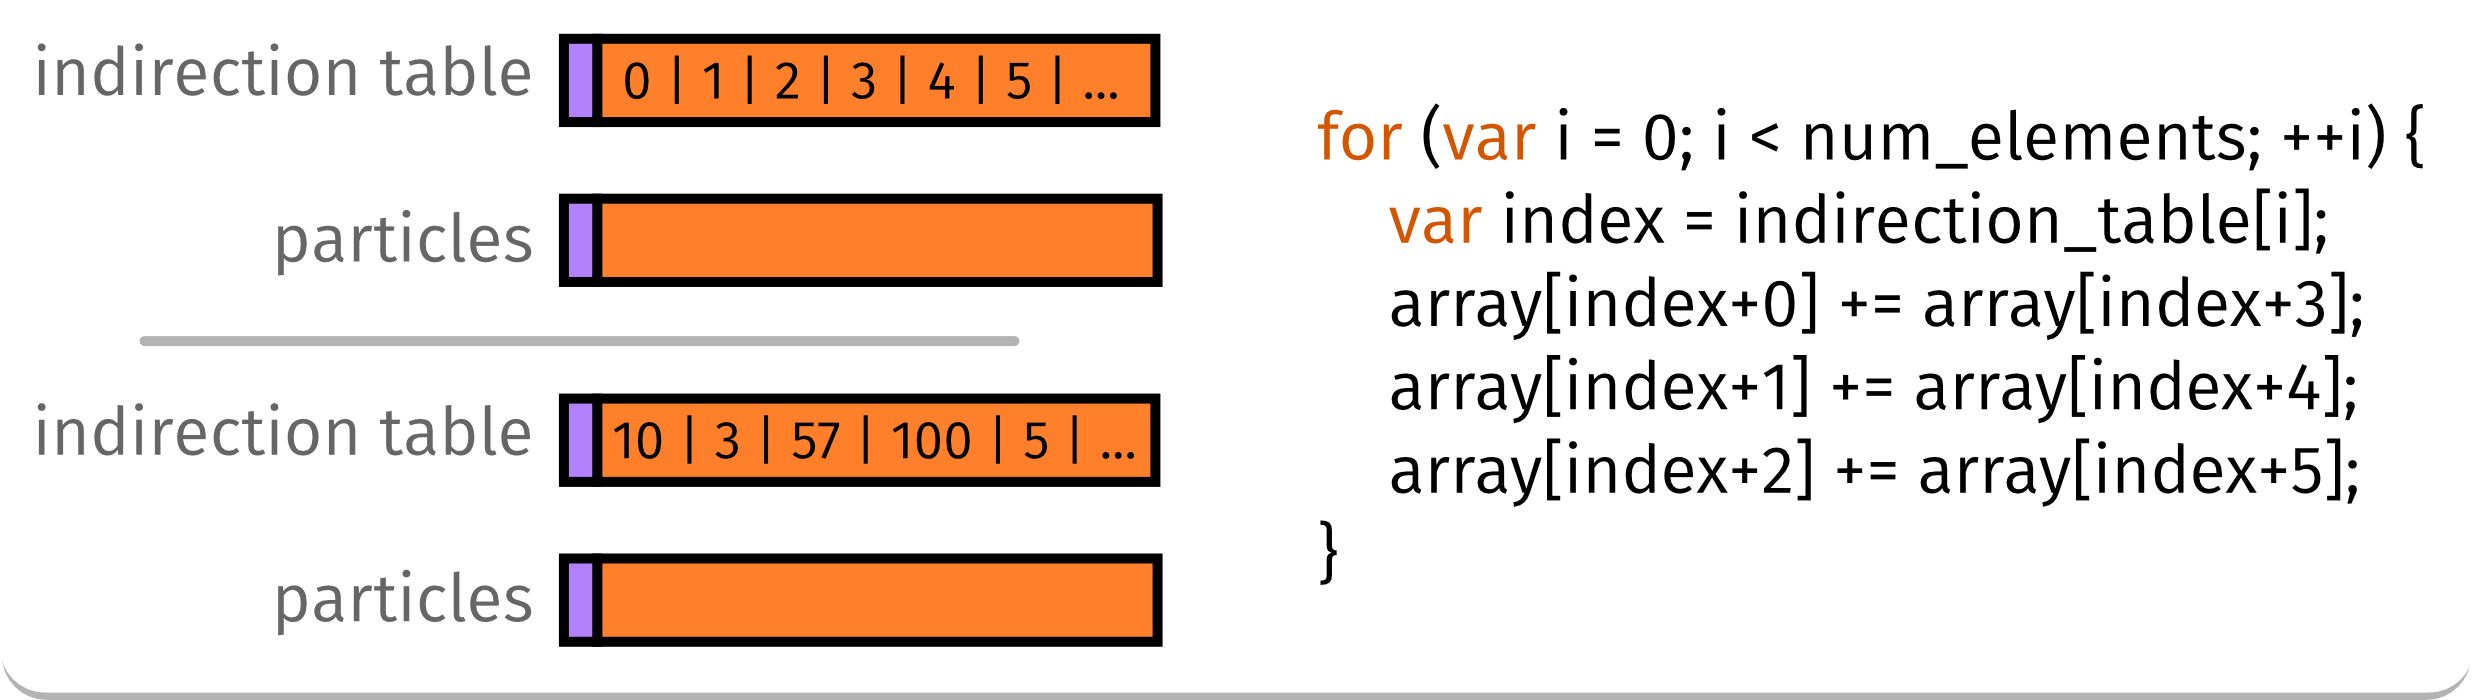 indirection table
0 | 1 | 2 | 3 | 4 | 5 | ...
particles
indirection table
10 | 3 | 57 | 100 | 5 | ...
particles
for (var i = 0; i < num_elements; ++i) {
var index = indirection_table[i];
array[index+0] += array[index+3];
array[index+1] += array[index+4];
array[index+2] += array[index+5];
}